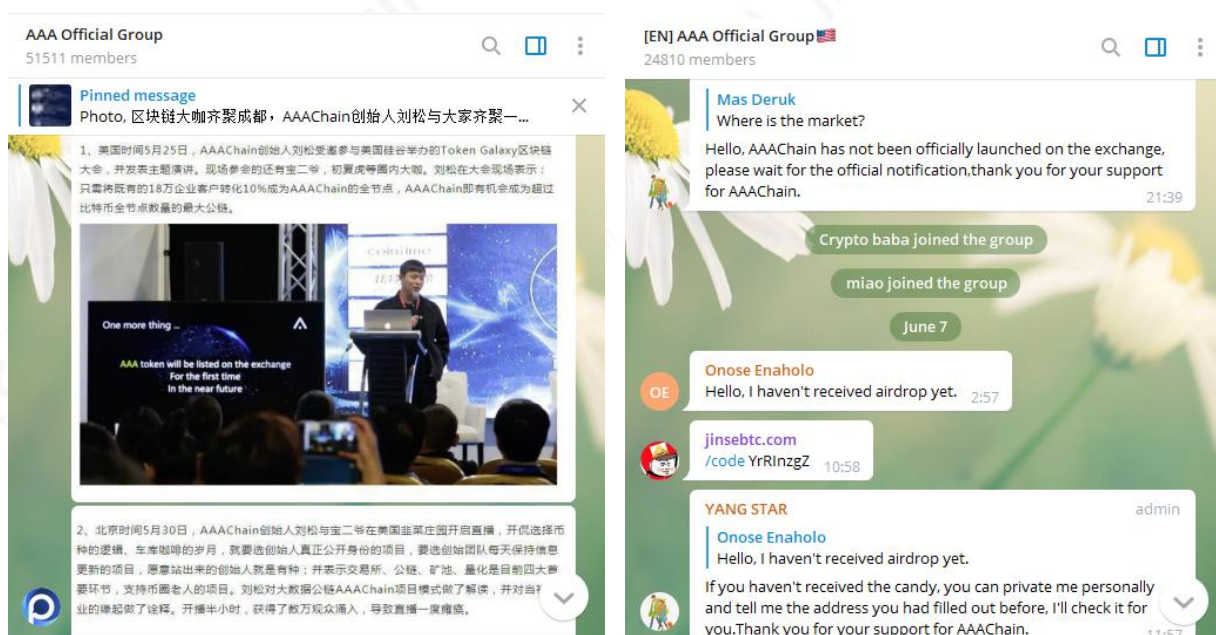 AAA Official Group
51511 members
Pinned message
Photo, 区块链大咖齐聚成都，AAAChain创始人刘松与大家齐聚一...
1、美国时间5月25日，AAAChain创始人刘松受邀参与美国硅谷举办的Token Galaxy区块链
大会，并发表主题演讲。现场参会的还有宝二爷，初夏虎等圈内大咖。刘松在大会现场表示：
只需将既有的18万企业客户转化10%成为AAAChain的全节点，AAAChain即有机会成为超过
比特币全节点数量的最大公链。
One more thing ...
AAA token will be listed on the exchange
For the first time
In the near future
2、北京时间5月30日，AAAChain创始人刘松与宝二爷在美国韭菜庄园开启直播，开侃选择币
种的逻辑、车库咖啡的岁月，就要选创始人真正公开身份的项目，要选创始团队每天保持信息
更新的项目，愿意站出来的创始人就是有种；并表示交易所、公链、矿池、量化是目前四大
要环节，支持币圈老人的项目。刘松对大数据公链AAAChain项目模式做了解读，并对当
业的缘起做了诠释。开播半小时，获得了数万观众涌入，导致直播一度瘫痪。
[EN] AAA Official Group🇺🇸
24810 members
Mas Deruk
Where is the market?
Hello, AAAChain has not been officially launched on the exchange,
please wait for the official notification,thank you for your support
for AAAChain.
21:39
Crypto baba joined the group
miao joined the group
June 7
OE
Onose Enaholo
Hello, I haven't received airdrop yet. 2:57
jinsebtc.com
/code YrRInzgZ 10:58
YANG STAR admin
Onose Enaholo
Hello, I haven't received airdrop yet.
If you haven't received the candy, you can private me personally
and tell me the address you had filled out before, I'll check it for
you.Thank you for your support for AAAChain. 11:57